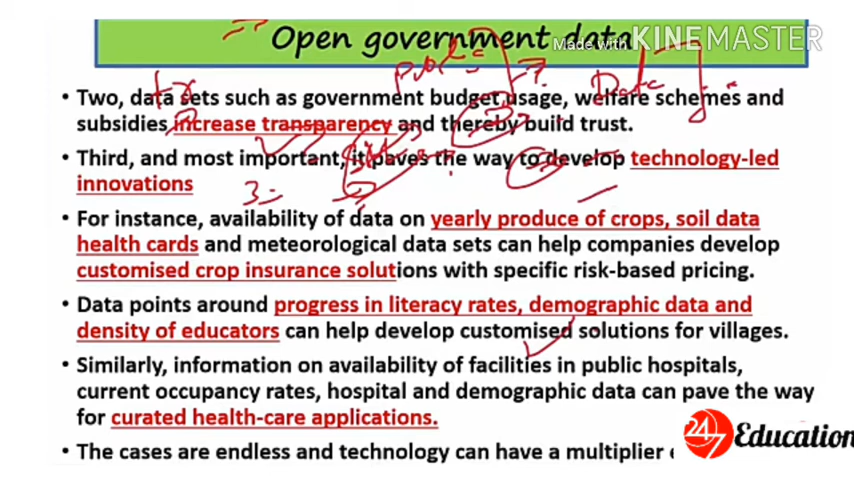 Open government data
Made with KINEMASTER
• Two, data sets such as government budget usage, welfare schemes and
subsidies increase transparency and thereby build trust.
• Third, and most important, it paves the way to develop technology-led
innovations
• For instance, availability of data on yearly produce of crops, soil data
health cards and meteorological data sets can help companies develop
customised crop insurance solutions with specific risk-based pricing.
• Data points around progress in literacy rates, demographic data and
density of educators can help develop customised solutions for villages.
• Similarly, information on availability of facilities in public hospitals,
current occupancy rates, hospital and demographic data can pave the way
for curated health-care applications.
• The cases are endless and technology can have a multiplier e
24/7 Education
Data